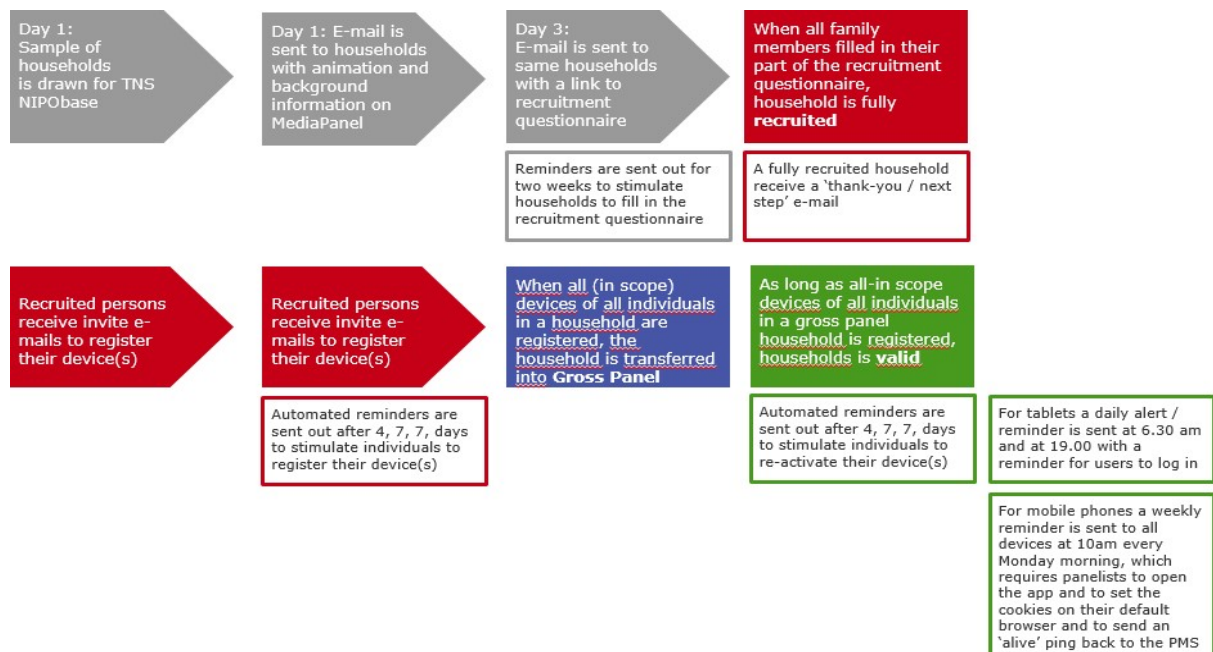 Day 1:
Sample of
households
is drawn for TNS
NIPObase
Day 1: E-mail is
sent to households
with animation and
background
information on
MediaPanel
Day 3:
E-mail is sent to
same households
with a link to
recruitment
questionnaire
When all family
members filled in their
part of the recruitment
questionnaire,
household is fully
recruited
Reminders are sent out for
two weeks to stimulate
households to fill in the
recruitment questionnaire
A fully recruited household
receive a ‘thank-you / next
step’ e-mail
Recruited persons
receive invite e-
mails to register
their device(s)
Recruited persons
receive invite e-
mails to register
their device(s)
When all (in scope)
devices of all individuals
in a household are
registered, the
household is transferred
into Gross Panel
As long as all-in scope
devices of all individuals
in a gross panel
household is registered,
households is valid
Automated reminders are
sent out after 4, 7, 7, days
to stimulate individuals to
register their device(s)
Automated reminders are
sent out after 4, 7, 7, days
to stimulate individuals to
re-activate their device(s)
For tablets a daily alert /
reminder is sent at 6.30 am
and at 19.00 with a
reminder for users to log in
For mobile phones a weekly
reminder is sent to all
devices at 10am every
Monday morning, which
requires panelists to open
the app and to set the
cookies on their default
browser and to send an
‘alive’ ping back to the PMS